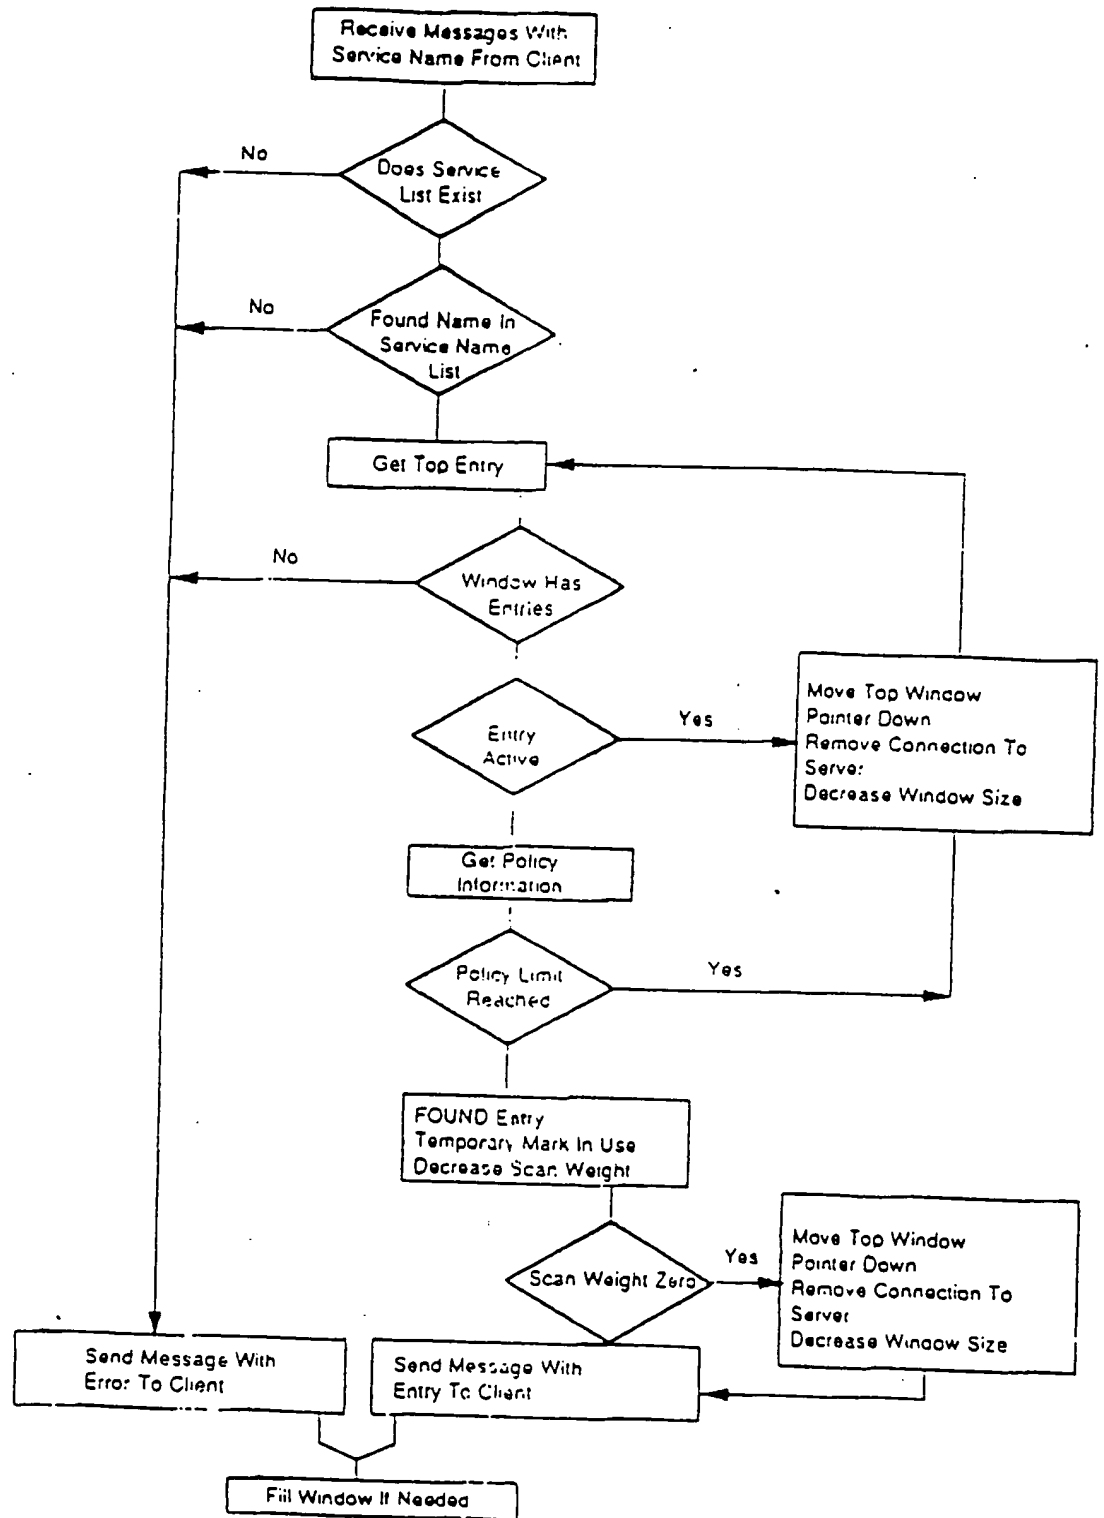 Receive Messages With
Service Name From Client
No
Does Service
List Exist
No
Found Name In
Service Name
List
Get Top Entry
No
Window Has
Entries
Entry
Active
Yes
Move Top Window
Pointer Down
Remove Connection To
Server
Decrease Window Size
Get Policy
Information
Policy Limit
Reached
Yes
FOUND Entry
Temporary Mark In Use
Decrease Scan Weight
Scan Weight Zero
Yes
Move Top Window
Pointer Down
Remove Connection To
Server
Decrease Window Size
Send Message With
Error To Client
Send Message With
Entry To Client
Fill Window If Needed